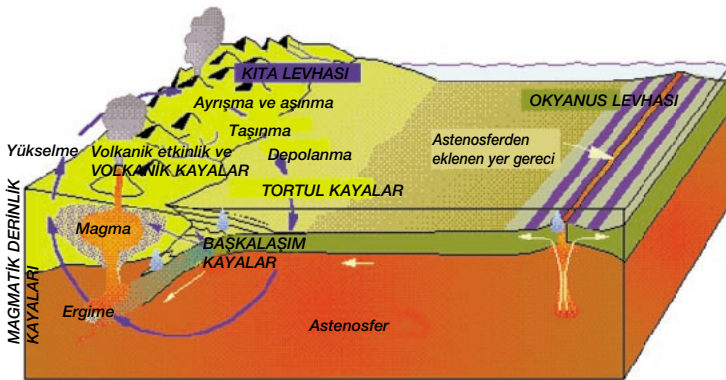 KITA LEVHASI
Ayrışma ve aşınma
Taşınma
Depolanma
TORTUL KAYALAR
OKYANUS LEVHASI
Astenosferden
eklenen yer gereci
Yükselme
Volkanik etkinlik ve
VOLKANİK KAYALAR
Magma
BAŞKALAŞIM
KAYALAR
Ergime
Astenosfer
MAGMATİK DERİNLİK
KAYALARI